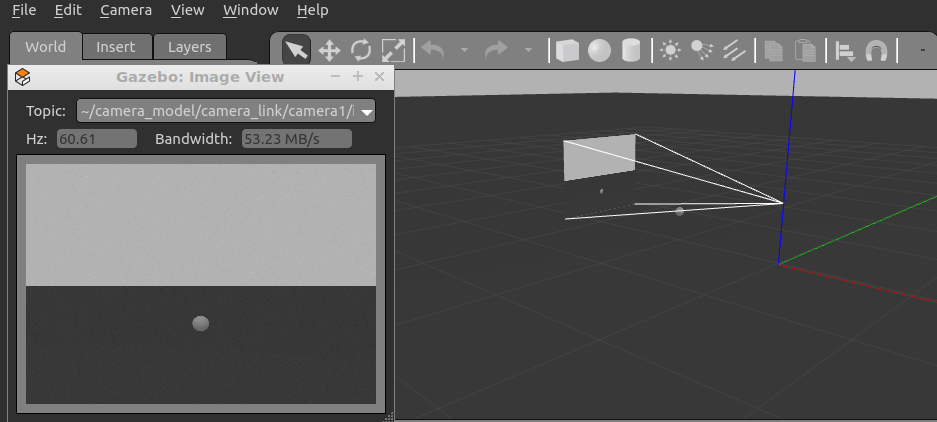 File Edit Camera View Window Help
World Insert Layers
Gazebo: Image View
Topic: ~/camera_model/camera_link/camera1/
Hz: 60.61 Bandwidth: 53.23 MB/s